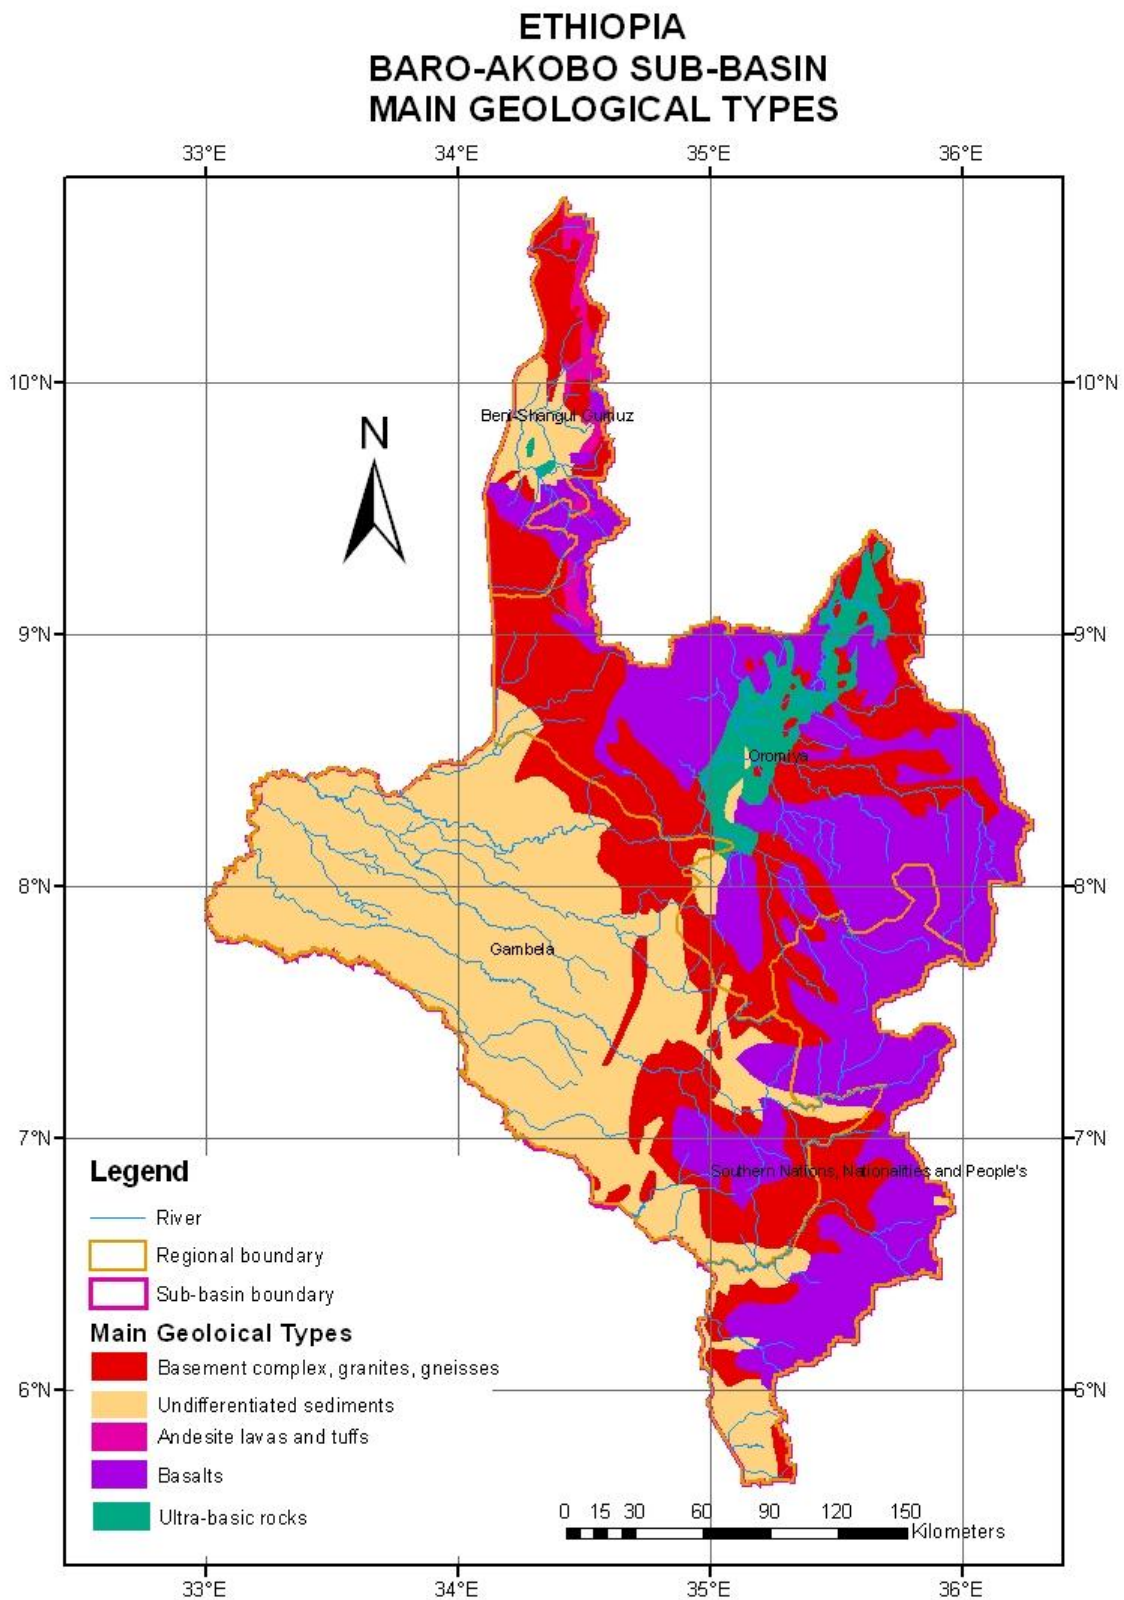 ETHIOPIA
BARO-AKOBO SUB-BASIN
MAIN GEOLOGICAL TYPES
33°E 34°E 35°E 36°E
10°N 10°N
Beni-Shangul Gumuz
N
9°N 9°N
Oromiya
8°N 8°N
Gambela
7°N 7°N
Southern Nations, Nationalities and People's
Legend
River
Regional boundary
Sub-basin boundary
Main Geoloical Types
Basement complex, granites, gneisses
6°N 6°N
Undifferentiated sediments
Andesite lavas and tuffs
Basalts
Ultra-basic rocks
0 15 30 60 90 120 150
Kilometers
33°E 34°E 35°E 36°E